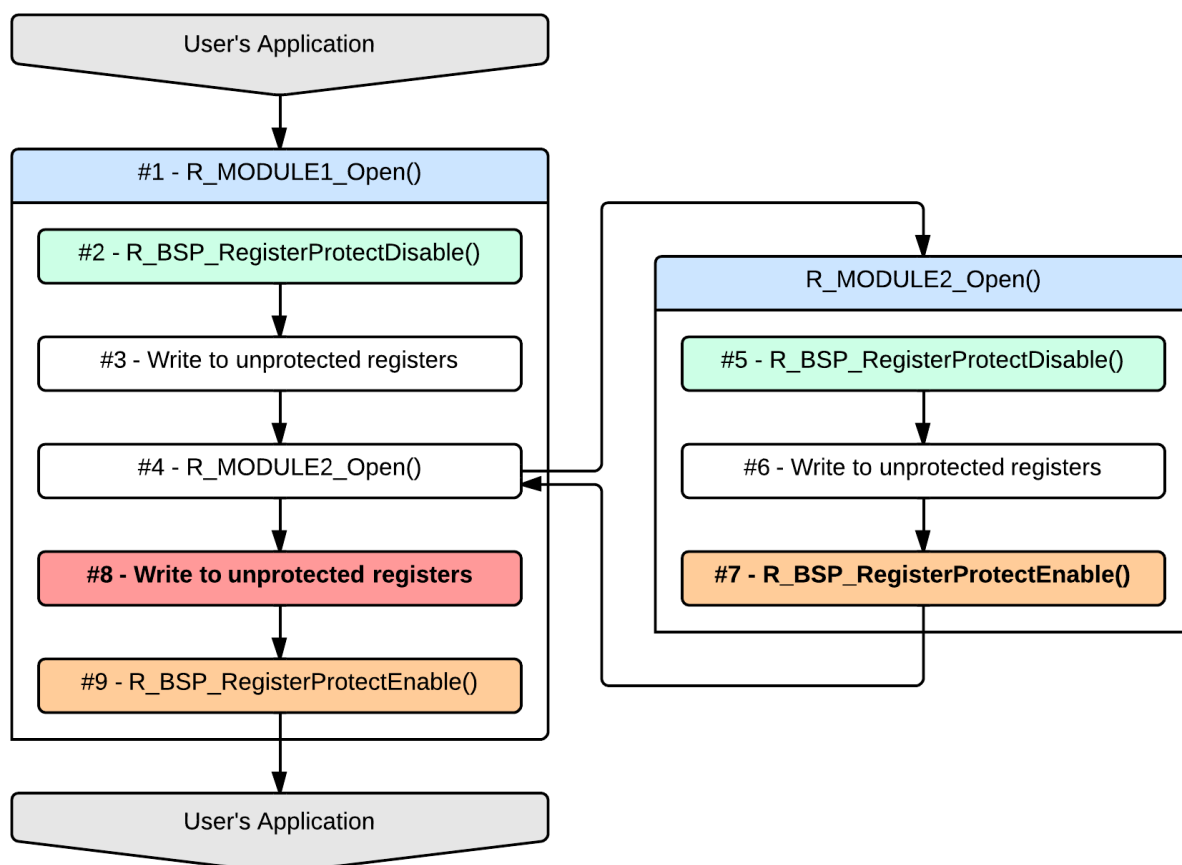 User's Application
#1 - R_MODULE1_Open()
#2 - R_BSP_RegisterProtectDisable()
#3 - Write to unprotected registers
#4 - R_MODULE2_Open()
R_MODULE2_Open()
#5 - R_BSP_RegisterProtectDisable()
#6 - Write to unprotected registers
#7 - R_BSP_RegisterProtectEnable()
#8 - Write to unprotected registers
#9 - R_BSP_RegisterProtectEnable()
User's Application